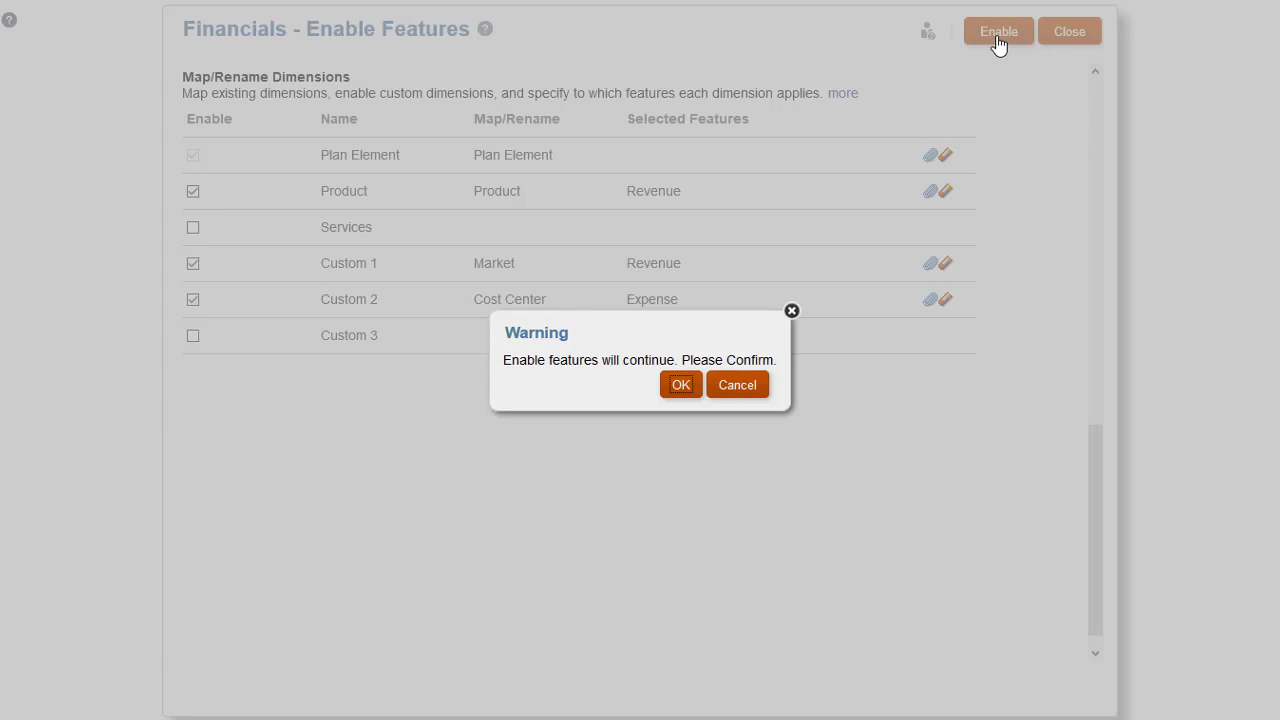 Financials - Enable Features
Enable Close
Map/Rename Dimensions
Map existing dimensions, enable custom dimensions, and specify to which features each dimension applies. more
Enable Name Map/Rename Selected Features
Plan Element Plan Element
Product Product Revenue
Services
Custom 1 Market Revenue
Custom 2 Cost Center Expense
Custom 3
Warning
Enable features will continue. Please Confirm.
OK Cancel